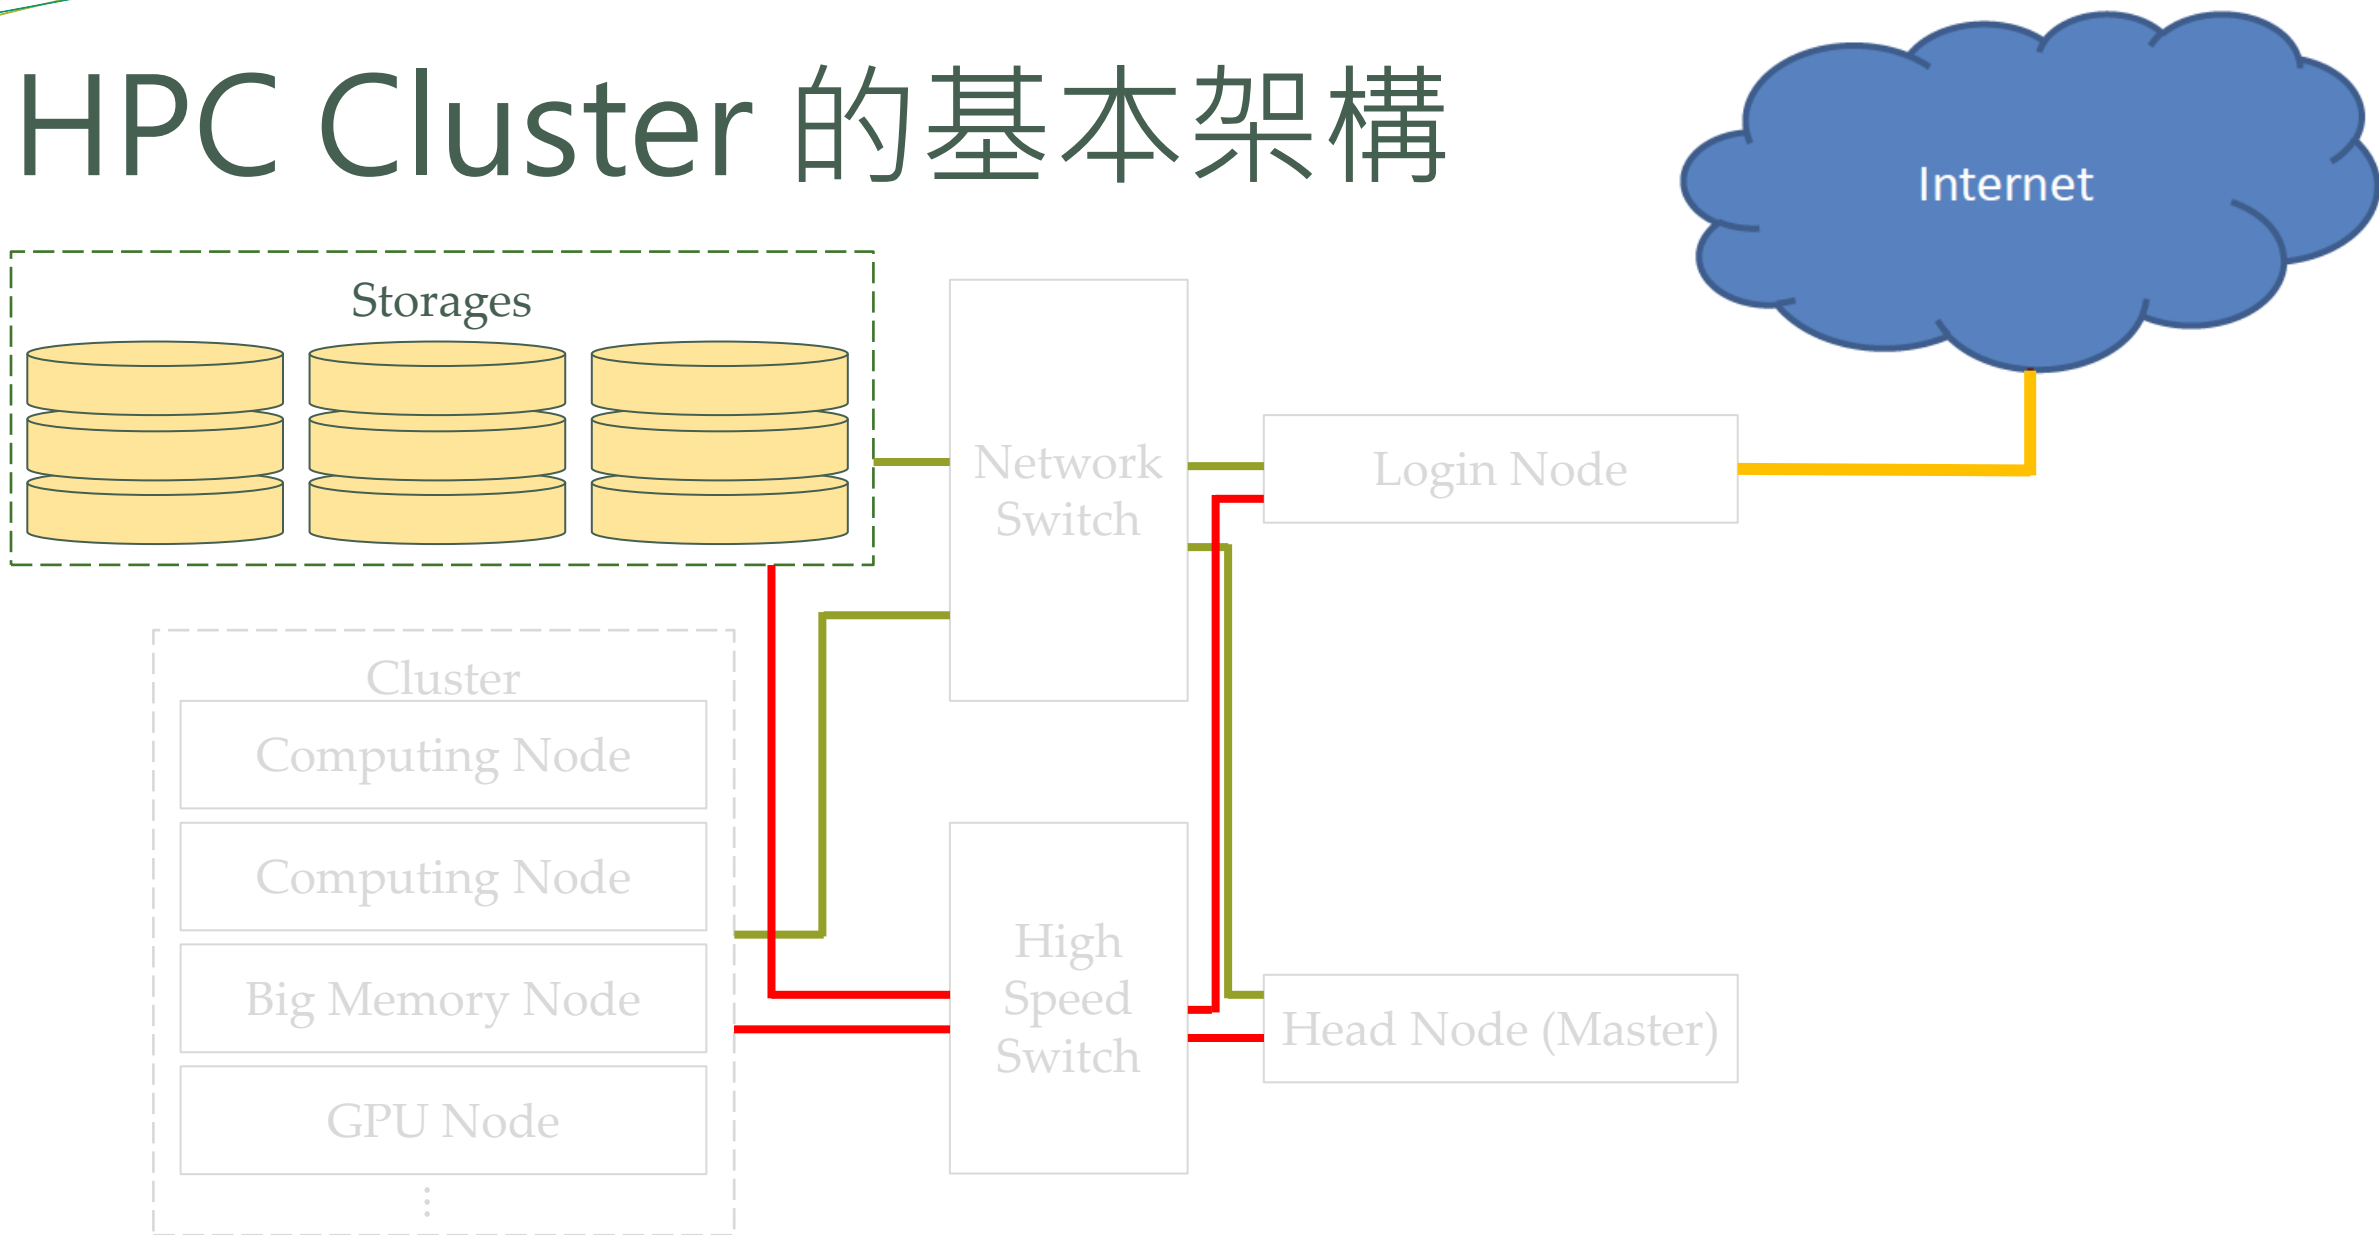 HPC Cluster 的基本架構
Internet
Storages
Network
Switch
Login Node
Cluster
Computing Node
Computing Node
Big Memory Node
GPU Node
⋮
High
Speed
Switch
Head Node (Master)